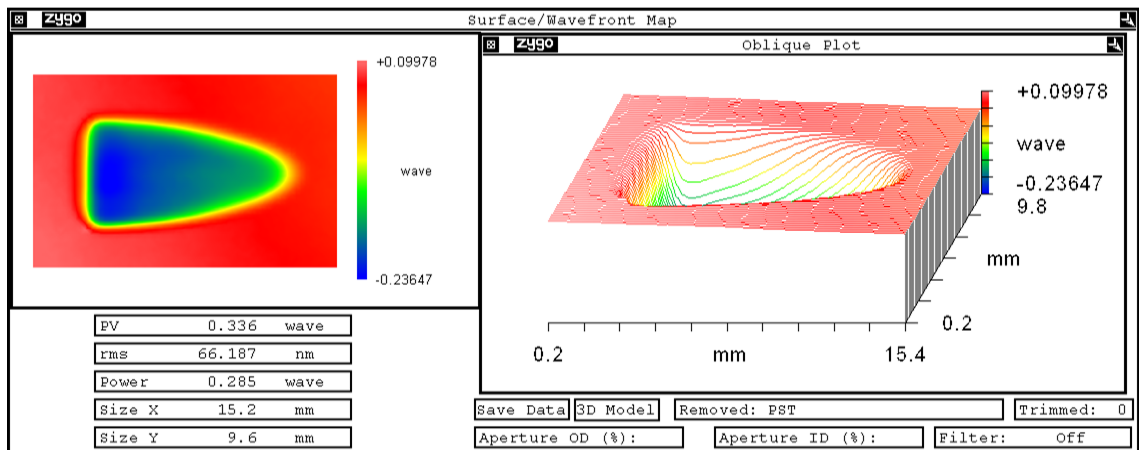 zygo Surface/Wavefront Map
+0.09978
wave
-0.23647
zygo Oblique Plot
+0.09978
wave
-0.23647
9.8
mm
0.2
0.2 mm 15.4
PV 0.336 wave
rms 66.187 nm
Power 0.285 wave
Size X 15.2 mm
Size Y 9.6 mm
Save Data 3D Model Removed: PST Trimmed: 0
Aperture OD (%): Aperture ID (%): Filter: Off